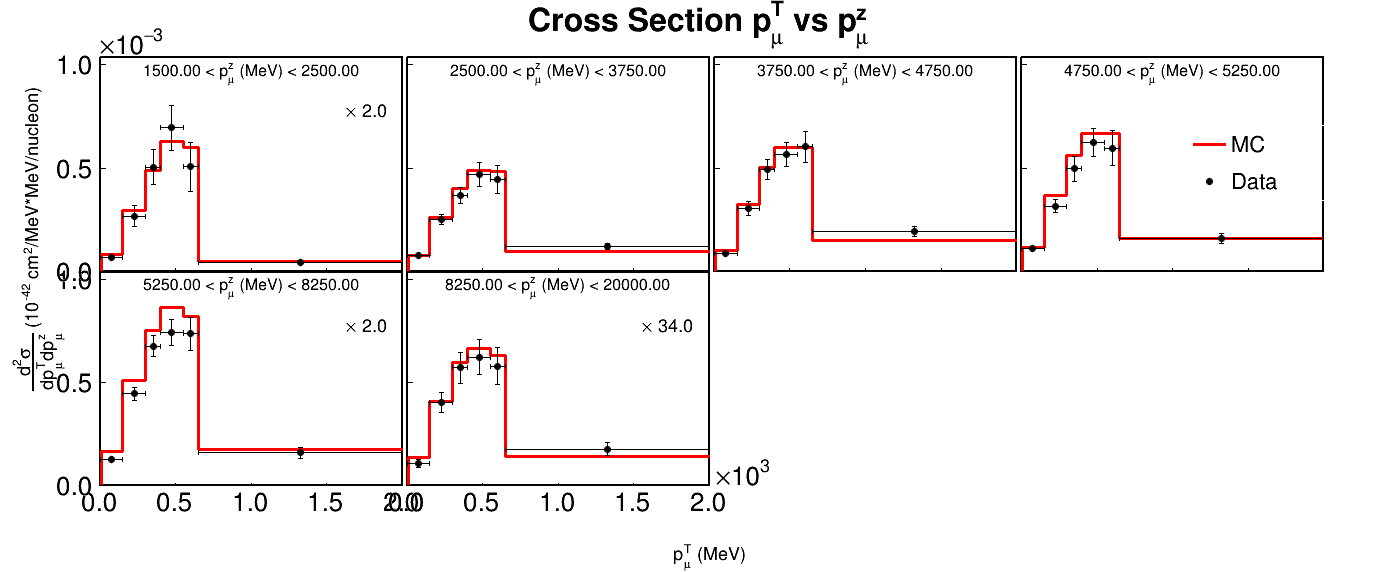 Cross Section p_μ^T vs p_μ^z
×10^−3
1500.00 < p_μ^z (MeV) < 2500.00
2500.00 < p_μ^z (MeV) < 3750.00
3750.00 < p_μ^z (MeV) < 4750.00
4750.00 < p_μ^z (MeV) < 5250.00
1.0
× 2.0
MC
Data
0.5
0.0
5250.00 < p_μ^z (MeV) < 8250.00
8250.00 < p_μ^z (MeV) < 20000.00
1.0
× 2.0
× 34.0
0.5
0.0
d^2σ/dp_μ^T dp_μ^z (10^-42 cm^2/MeV*MeV/nucleon)
0.0 0.5 1.0 1.5 2.0
0.0 0.5 1.0 1.5 2.0
×10^3
p_μ^T (MeV)